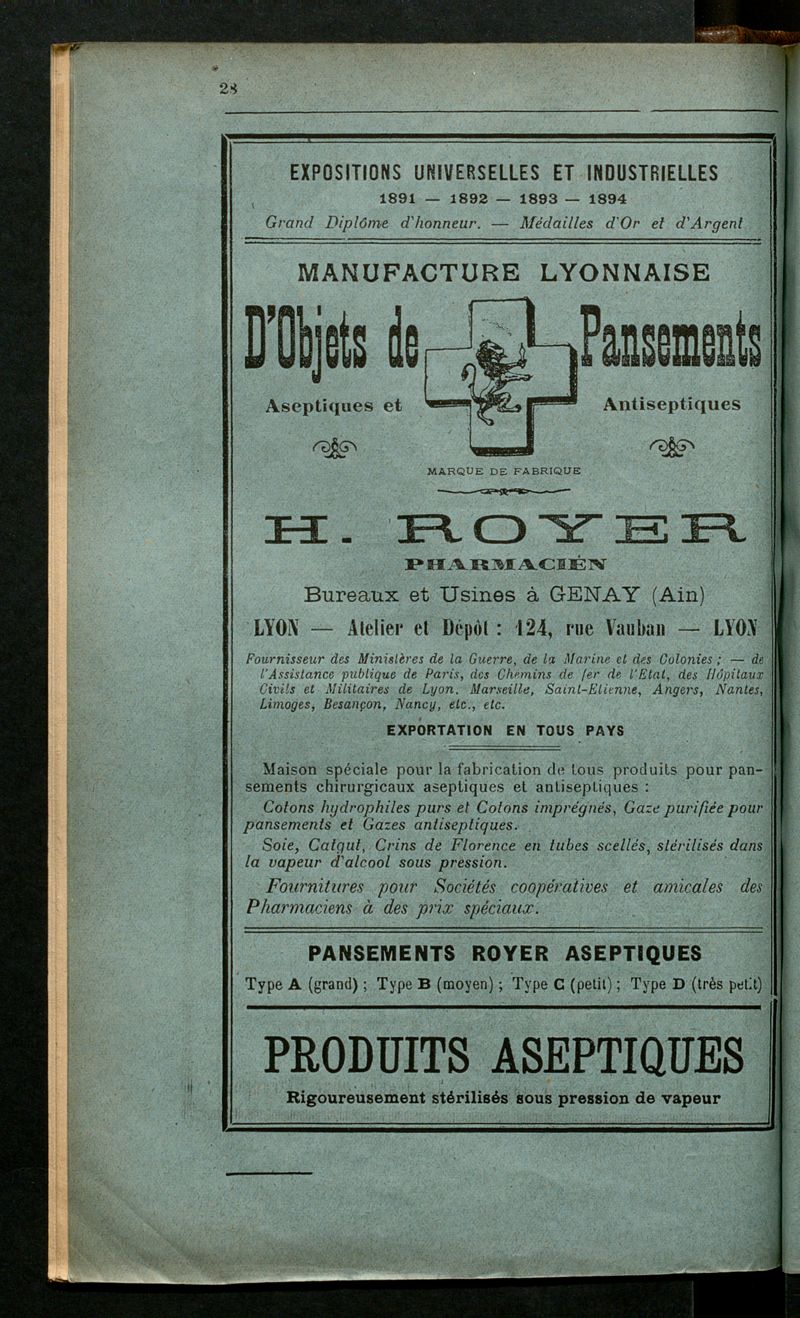 28
EXPOSITIONS UNIVERSELLES ET INDUSTRIELLES
1891 — 1892 — 1893 — 1894
Grand Diplôme d'honneur. — Médailles d'Or et d'Argent
MANUFACTURE LYONNAISE
D'Objets de Pansements
Aseptiques et Antiseptiques
MARQUE DE FABRIQUE
H. ROYER
PHARMACIEN
Bureaux et Usines à GENAY (Ain)
LYON — Atelier et Dépôt : 124, rue Vauban — LYON
Fournisseur des Ministères de la Guerre, de la Marine et des Colonies ; — de
l'Assistance publique de Paris, des Chemins de fer de l'Etat, des Hôpitaux
Civils et Militaires de Lyon, Marseille, Saint-Etienne, Angers, Nantes,
Limoges, Besançon, Nancy, etc., etc.
EXPORTATION EN TOUS PAYS
Maison spéciale pour la fabrication de tous produits pour pan-
sements chirurgicaux aseptiques et antiseptiques :
Cotons hydrophiles purs et Cotons imprégnés, Gaze purifiée pour
pansements et Gazes antiseptiques.
Soie, Catgut, Crins de Florence en tubes scellés, stérilisés dans
la vapeur d'alcool sous pression.
Fournitures pour Sociétés coopératives et amicales des
Pharmaciens à des prix spéciaux.
PANSEMENTS ROYER ASEPTIQUES
Type A (grand) ; Type B (moyen) ; Type C (petit) ; Type D (très petit)
PRODUITS ASEPTIQUES
Rigoureusement stérilisés sous pression de vapeur